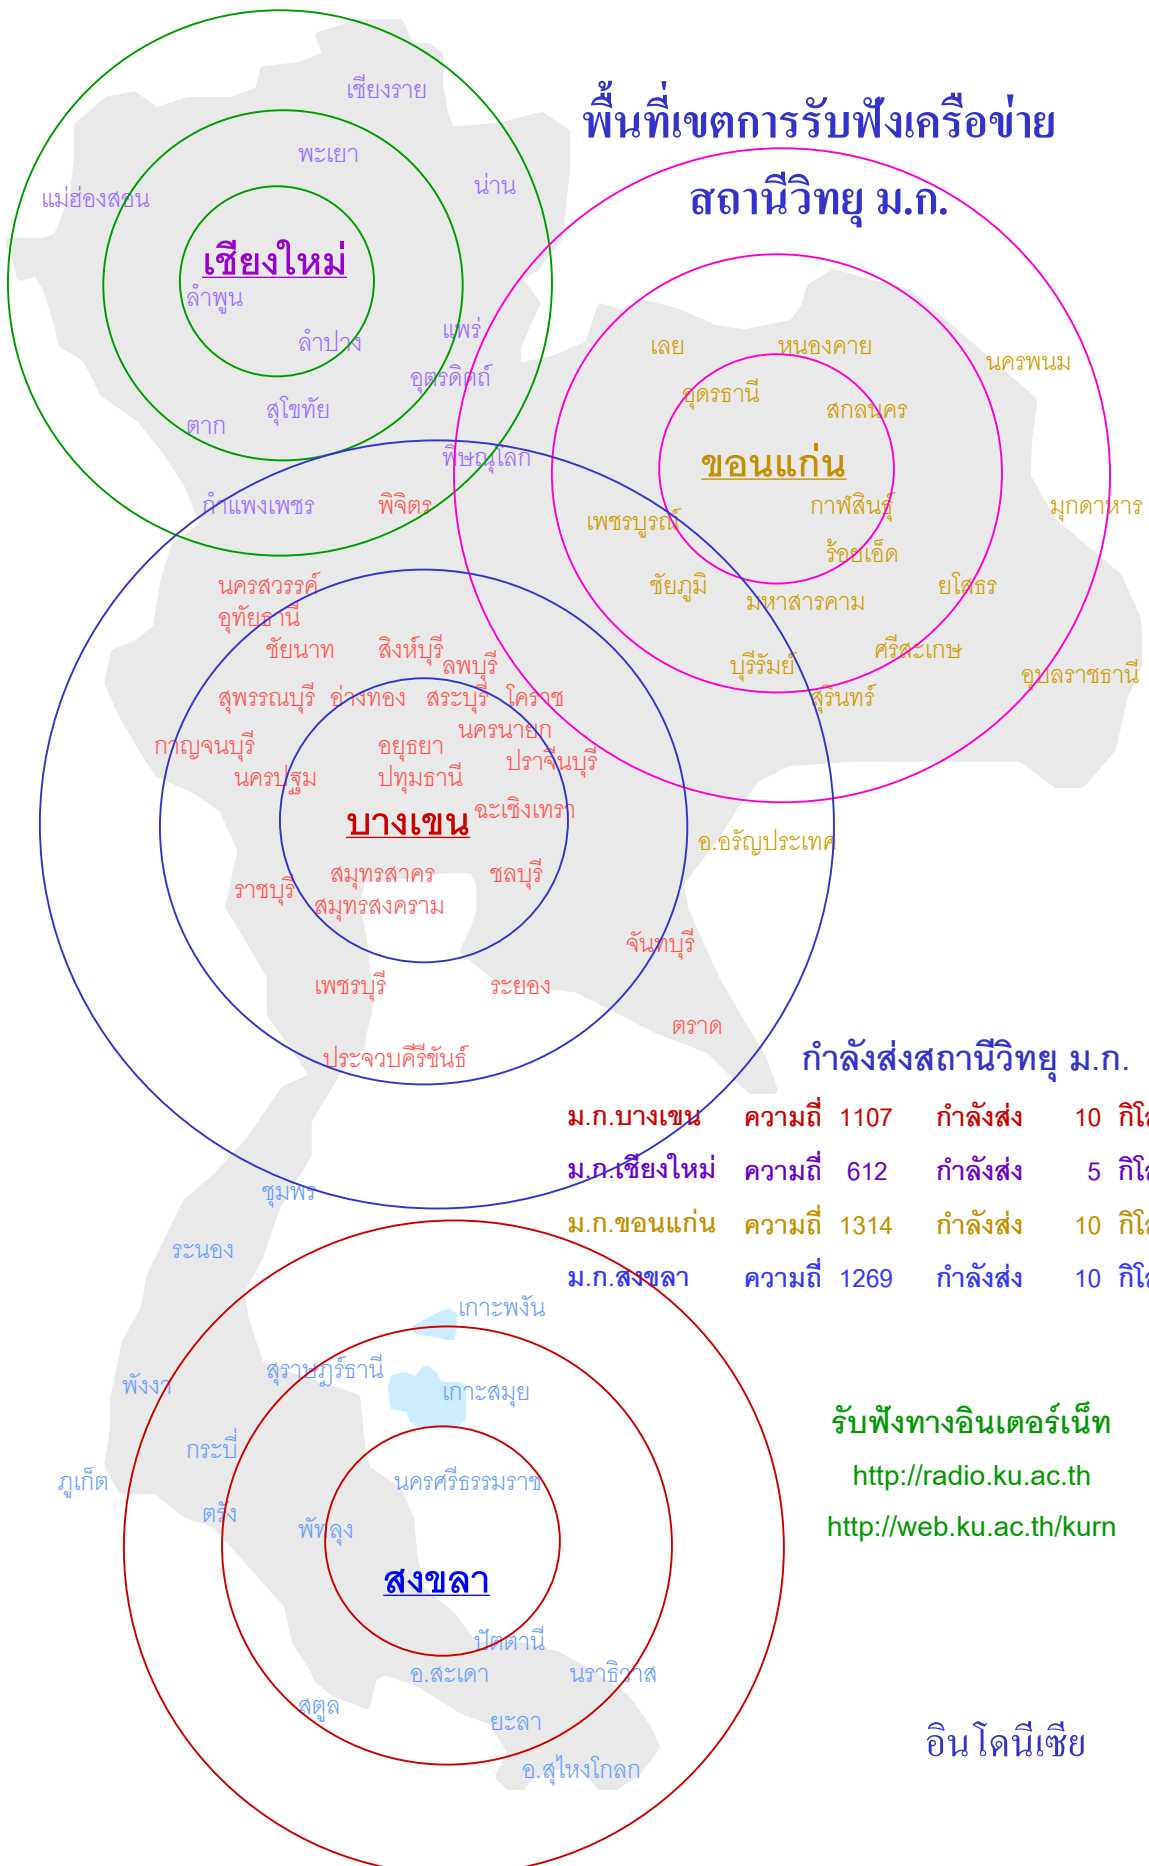 พื้นที่เขตการรับฟังเครือข่าย
สถานีวิทยุ ม.ก.
เชียงราย
พะเยา
น่าน
แม่ฮ่องสอน
เชียงใหม่
ลำพูน
ลำปาง
แพร่
อุตรดิตถ์
สุโขทัย
ตาก
พิษณุโลก
กำแพงเพชร
พิจิตร
เลย
หนองคาย
นครพนม
อุดรธานี
สกลนคร
ขอนแก่น
กาฬสินธุ์
มุกดาหาร
เพชรบูรณ์
ร้อยเอ็ด
ชัยภูมิ
มหาสารคาม
ยโสธร
บุรีรัมย์
ศรีสะเกษ
อุบลราชธานี
สุรินทร์
นครสวรรค์
อุทัยธานี
ชัยนาท
สิงห์บุรี
ลพบุรี
สุพรรณบุรี
อ่างทอง
สระบุรี
โคราช
นครนายก
กาญจนบุรี
อยุธยา
ปราจีนบุรี
นครปฐม
ปทุมธานี
ฉะเชิงเทรา
บางเขน
อ.อรัญประเทศ
สมุทรสาคร
ชลบุรี
ราชบุรี
สมุทรสงคราม
จันทบุรี
เพชรบุรี
ระยอง
ตราด
ประจวบคีรีขันธ์
กำลังส่งสถานีวิทยุ ม.ก.
ม.ก.บางเขน ความถี่ 1107 กำลังส่ง 10
ม.ก.เชียงใหม่ ความถี่ 612 กำลังส่ง 5
ม.ก.ขอนแก่น ความถี่ 1314 กำลังส่ง 10
ม.ก.สงขลา ความถี่ 1269 กำลังส่ง 10
ชุมพร
ระนอง
เกาะพงัน
สุราษฎร์ธานี
พังงา
เกาะสมุย
กระบี่
ภูเก็ต
นครศรีธรรมราช
ตรัง
พัทลุง
สงขลา
ปัตตานี
อ.สะเดา
นราธิวาส
สตูล
ยะลา
อ.สุไหงโกลก
รับฟังทางอินเตอร์เน็ท
http://radio.ku.ac.th
http://web.ku.ac.th/kurn
อินโดนีเซีย